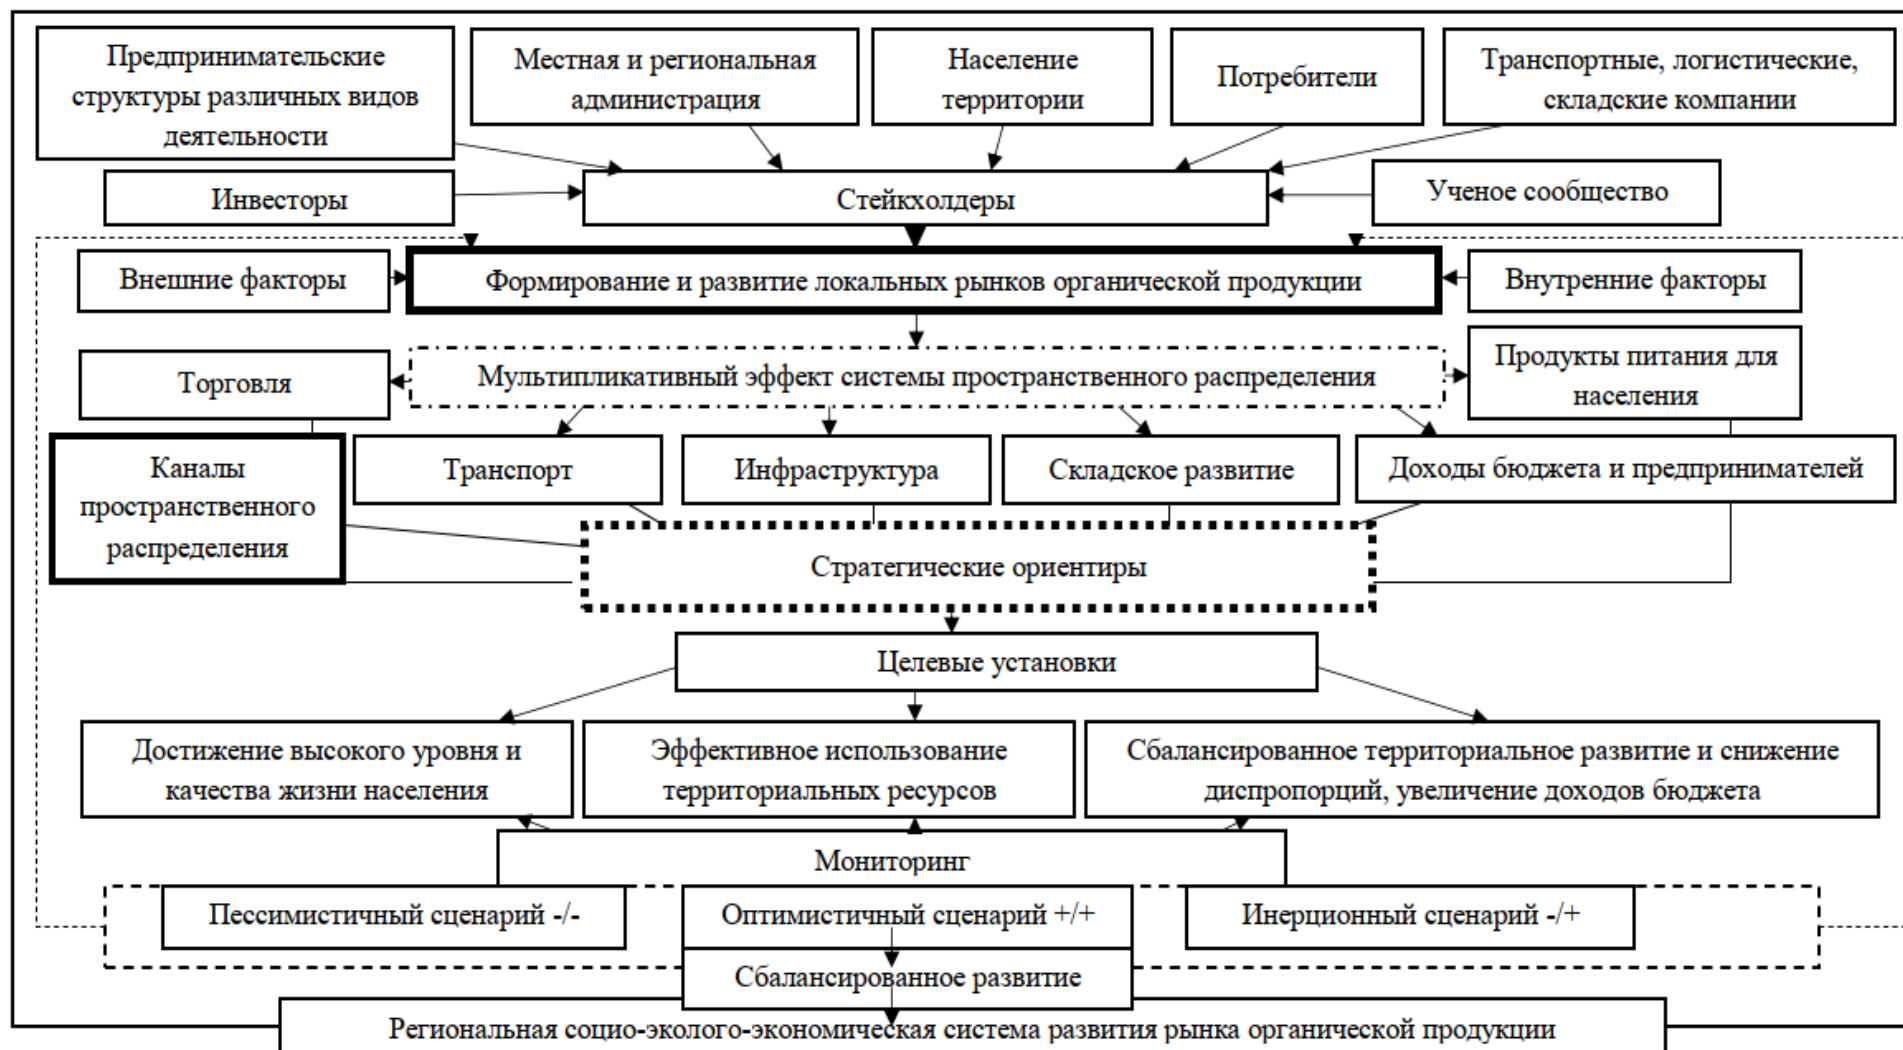 Предпринимательские
структуры различных видов
деятельности
Местная и региональная
администрация
Население
территории
Потребители
Транспортные, логистические,
складские компании
Инвесторы
Стейкхолдеры
Ученое сообщество
Внешние факторы
Формирование и развитие локальных рынков органической продукции
Внутренние факторы
Торговля
Мультипликативный эффект системы пространственного распределения
Продукты питания для
населения
Каналы
пространственного
распределения
Транспорт
Инфраструктура
Складское развитие
Доходы бюджета и предпринимателей
Стратегические ориентиры
Целевые установки
Достижение высокого уровня и
качества жизни населения
Эффективное использование
территориальных ресурсов
Сбалансированное территориальное развитие и снижение
диспропорций, увеличение доходов бюджета
Мониторинг
Пессимистичный сценарий -/-
Оптимистичный сценарий +/+
Инерционный сценарий -/+
Сбалансированное развитие
Региональная социо-эколого-экономическая система развития рынка органической продукции